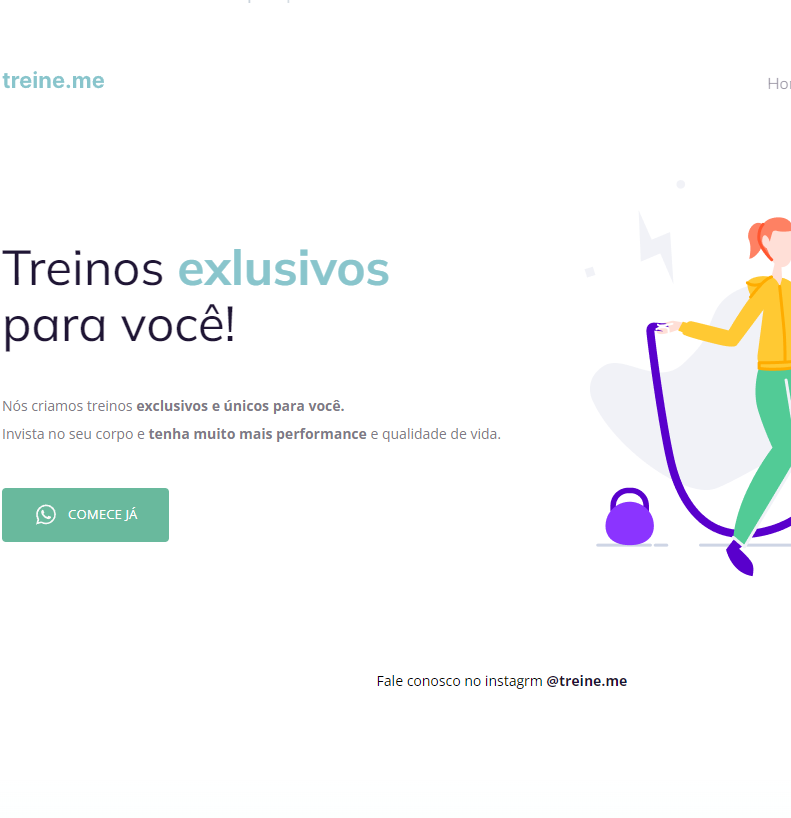 treine.me
Treinos exlusivos
para você!
Nós criamos treinos exclusivos e únicos para você.
Invista no seu corpo e tenha muito mais performance e qualidade de vida.
COMECE JÁ
Fale conosco no instagrm @treine.me